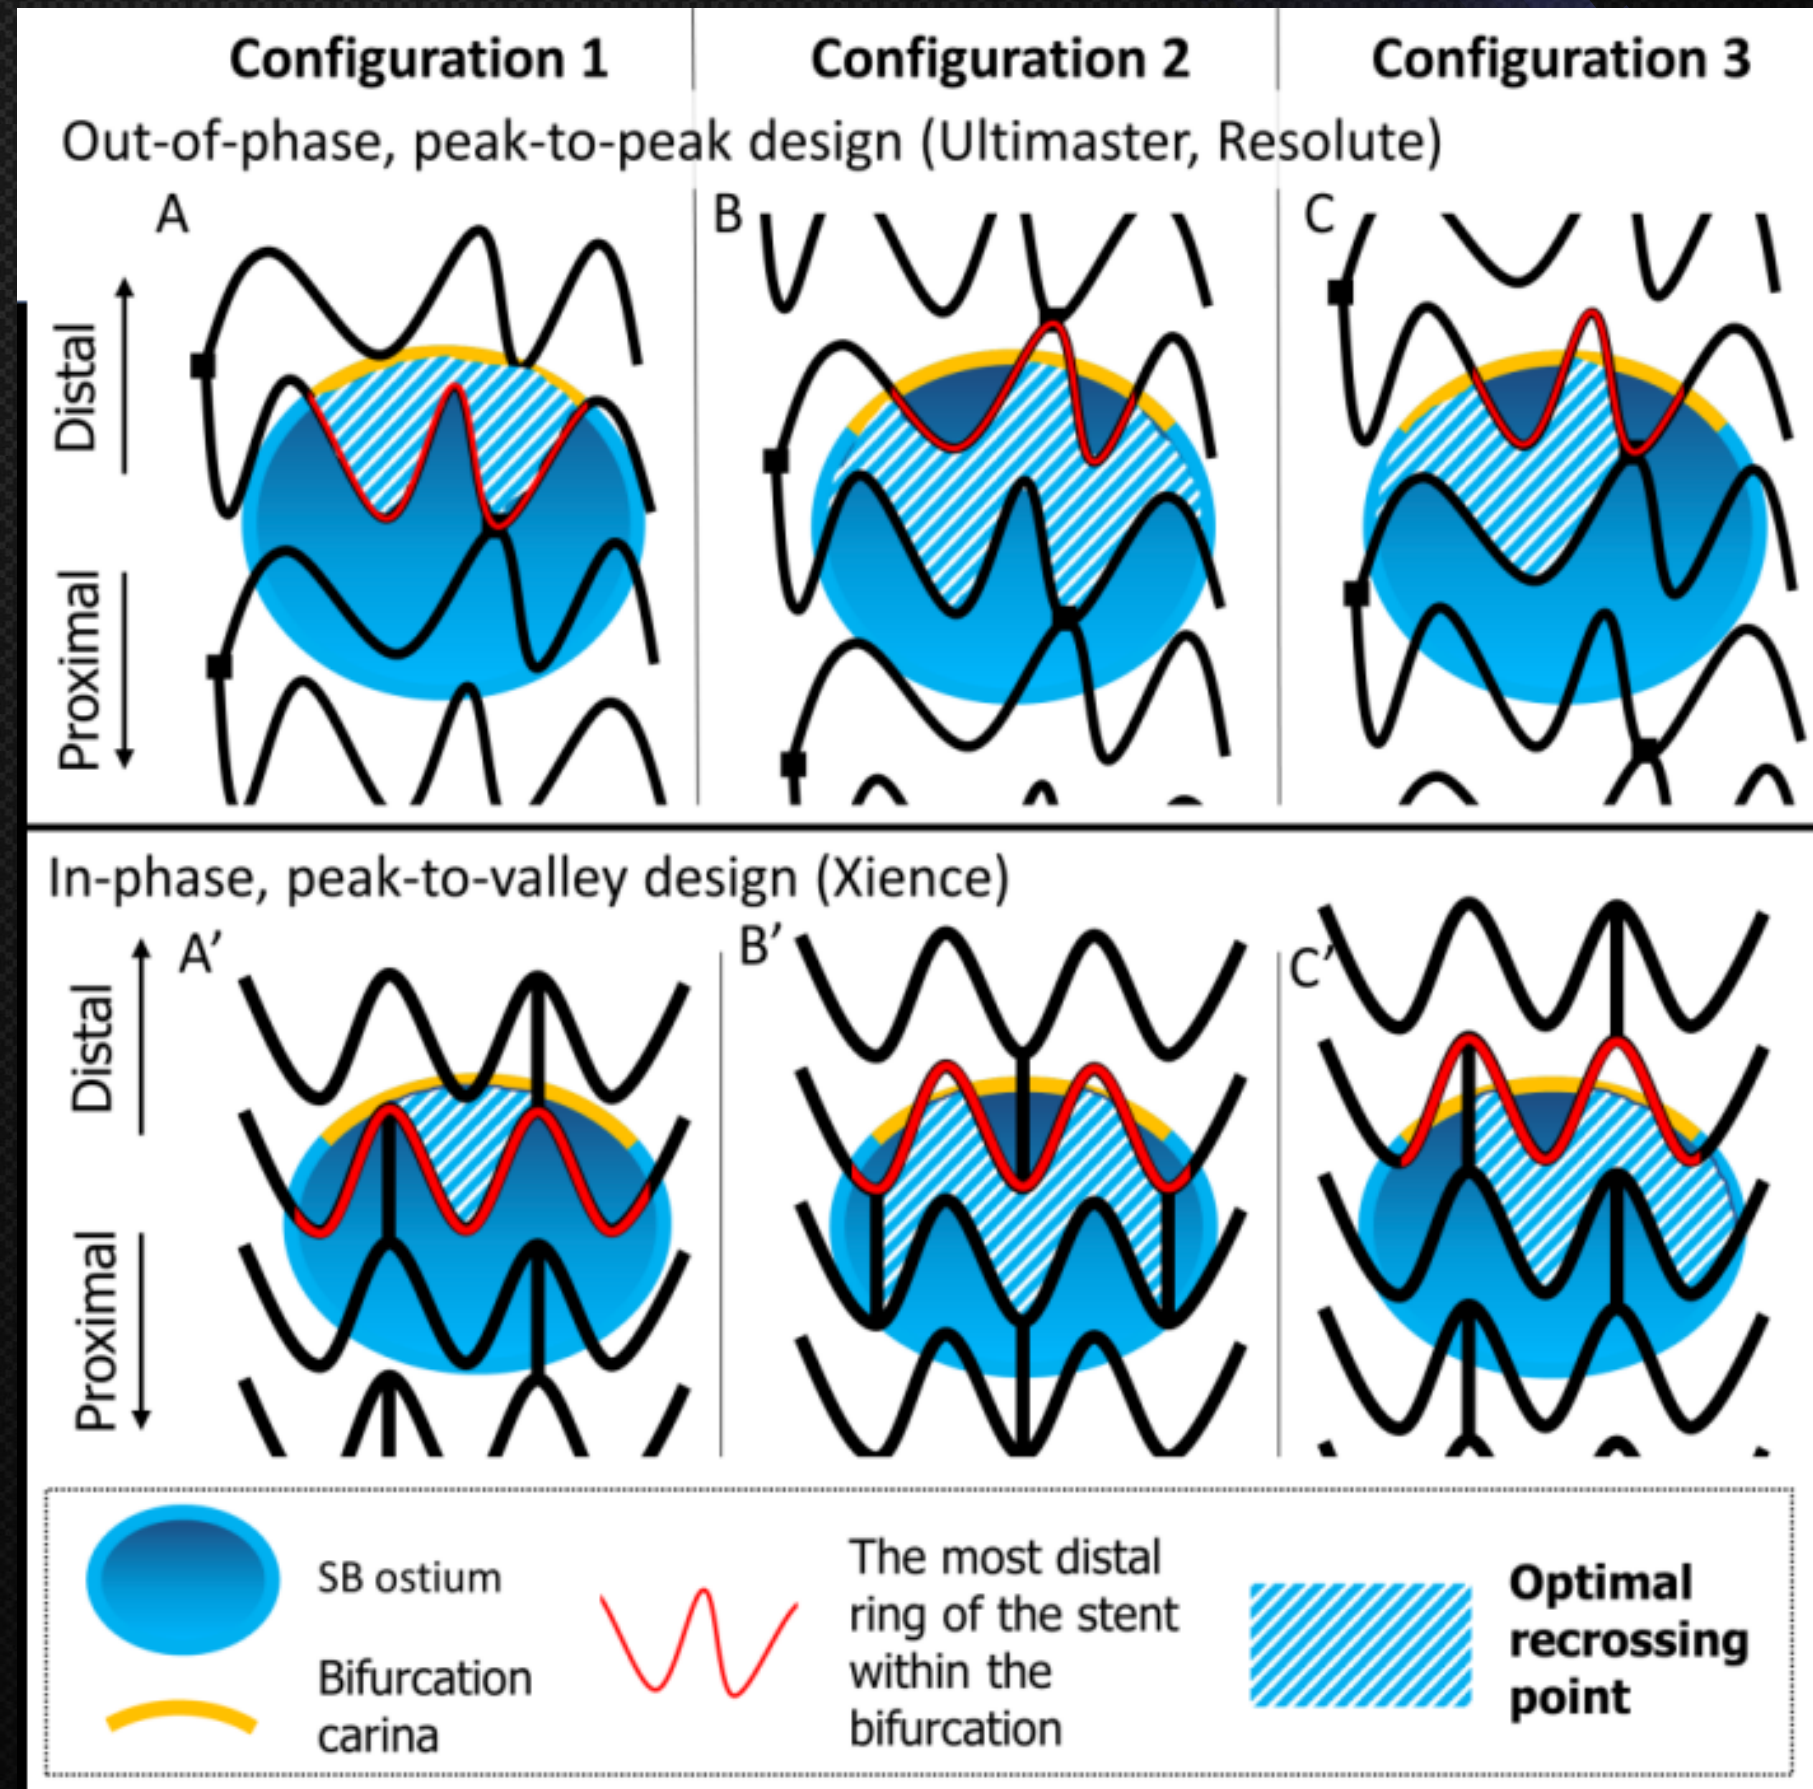 Configuration 1
Configuration 2
Configuration 3
Out-of-phase, peak-to-peak design (Ultimaster, Resolute)
A
B
C
Distal
Proximal
In-phase, peak-to-valley design (Xience)
A’
B’
C’
Distal
Proximal
SB ostium
Bifurcation
carina
The most distal
ring of the stent
within the
bifurcation
Optimal
recrossing
point